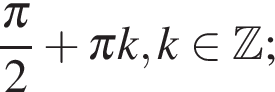 π/2 + πk, k ∈ ℤ;